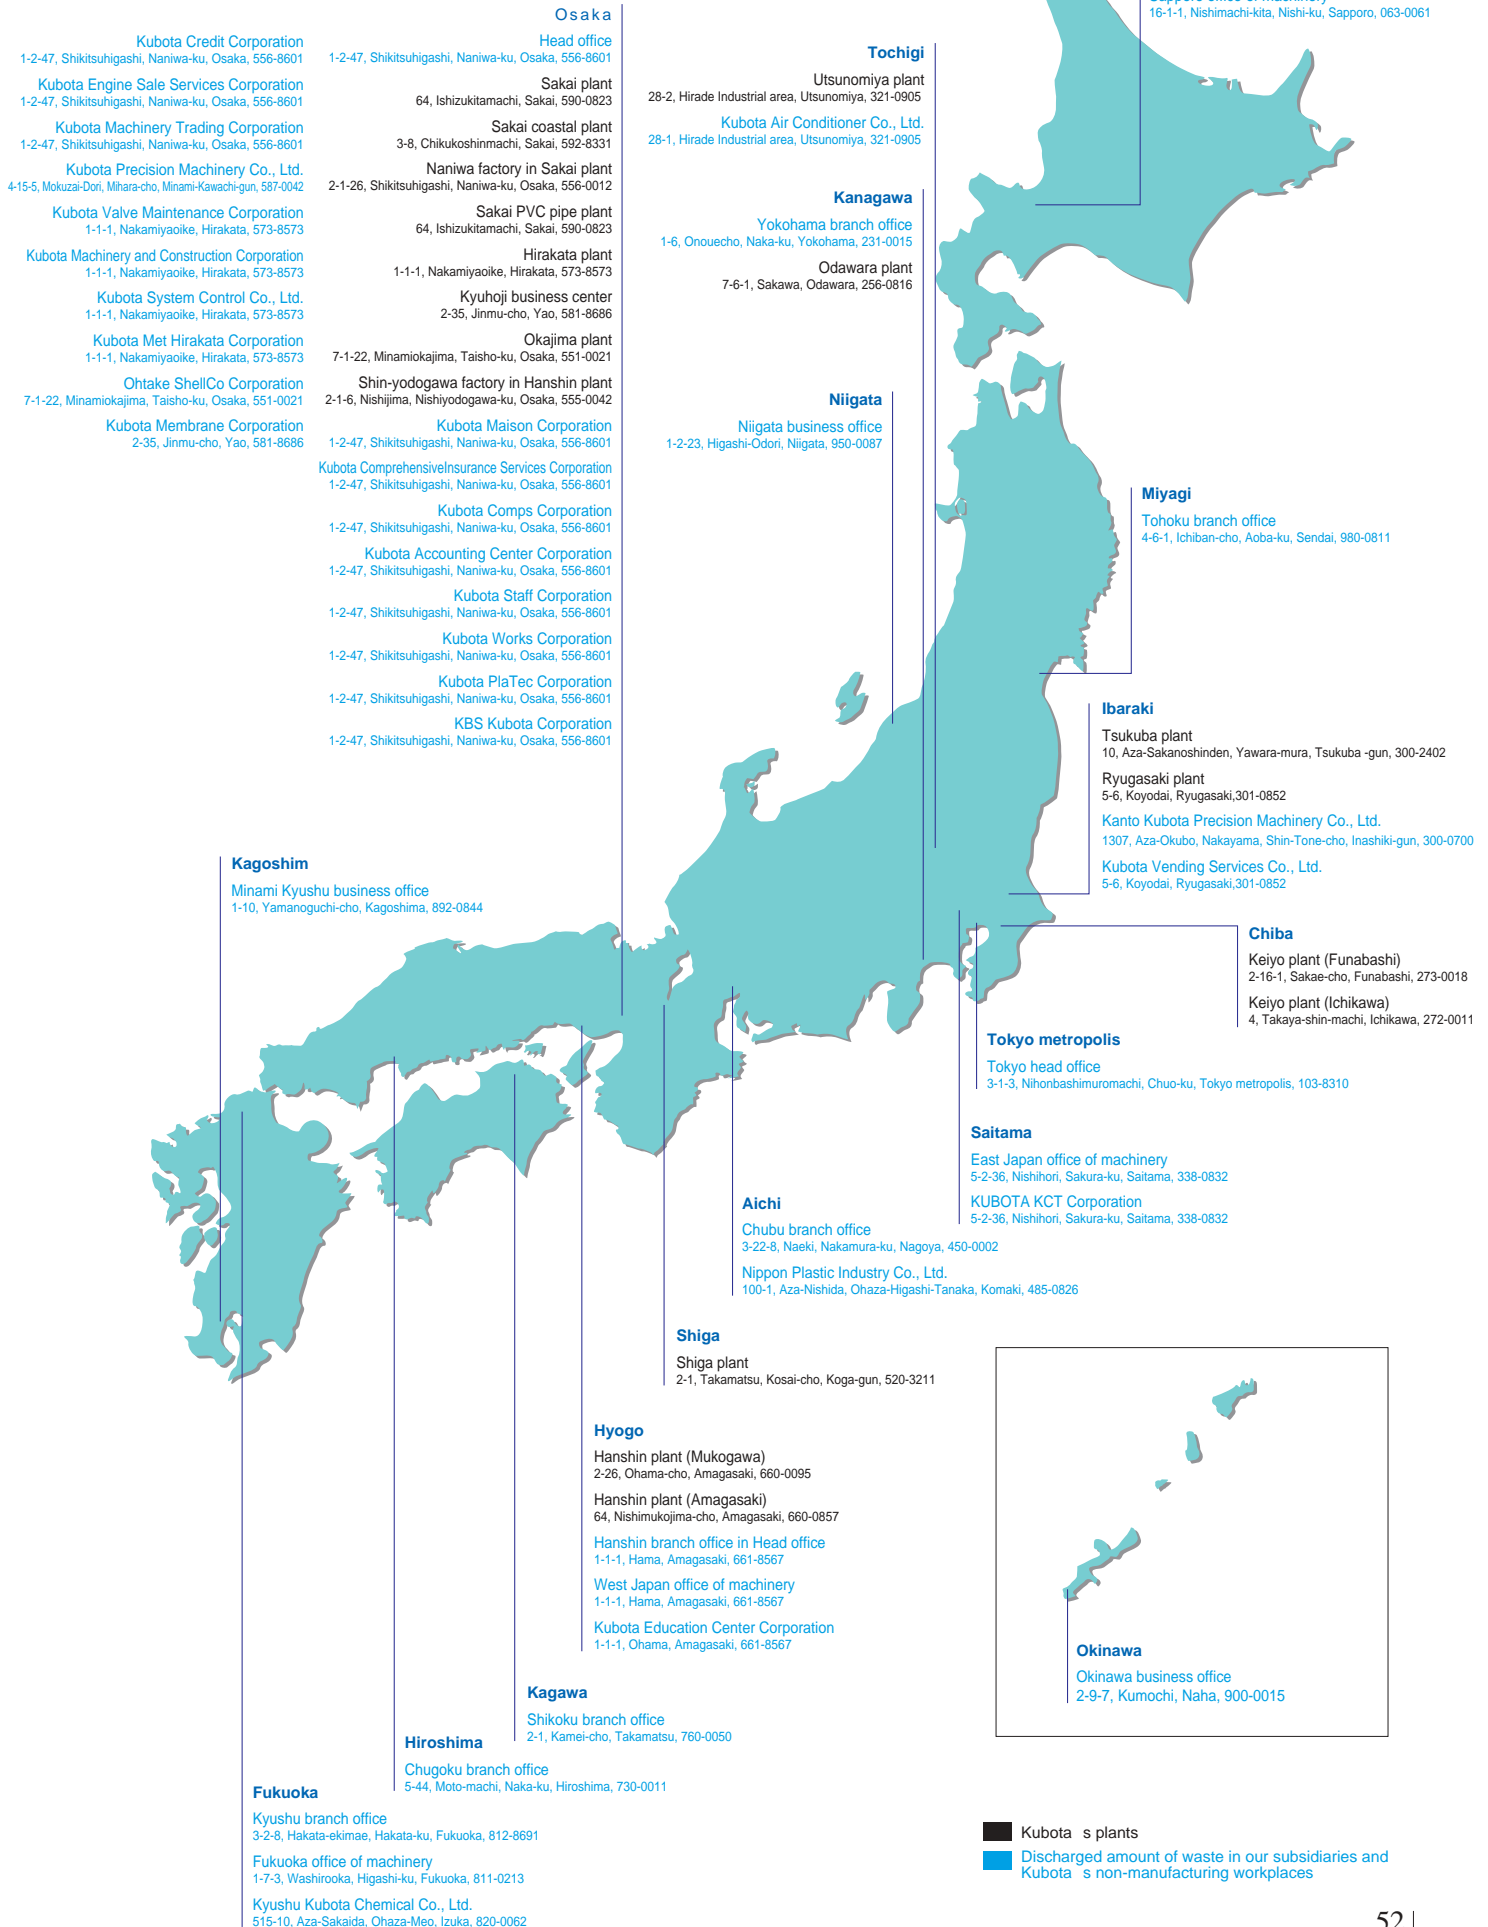 Osaka
Kubota Credit Corporation
1-2-47, Shikitsuhigashi, Naniwa-ku, Osaka, 556-8601
Kubota Engine Sale Services Corporation
1-2-47, Shikitsuhigashi, Naniwa-ku, Osaka, 556-8601
Kubota Machinery Trading Corporation
1-2-47, Shikitsuhigashi, Naniwa-ku, Osaka, 556-8601
Kubota Precision Machinery Co., Ltd.
4-15-5, Mokuzai-Dori, Mihara-cho, Minami-Kawachi-gun, 587-0042
Kubota Valve Maintenance Corporation
1-1-1, Nakamiyaoike, Hirakata, 573-8573
Kubota Machinery and Construction Corporation
1-1-1, Nakamiyaoike, Hirakata, 573-8573
Kubota System Control Co., Ltd.
1-1-1, Nakamiyaoike, Hirakata, 573-8573
Kubota Met Hirakata Corporation
1-1-1, Nakamiyaoike, Hirakata, 573-8573
Ohtake ShellCo Corporation
7-1-22, Minamiokajima, Taisho-ku, Osaka, 551-0021
Kubota Membrane Corporation
2-35, Jinmu-cho, Yao, 581-8686
Head office
1-2-47, Shikitsuhigashi, Naniwa-ku, Osaka, 556-8601
Sakai plant
64, Ishizukitamachi, Sakai, 590-0823
Sakai coastal plant
3-8, Chikukoshinmachi, Sakai, 592-8331
Naniwa factory in Sakai plant
2-1-26, Shikitsuhigashi, Naniwa-ku, Osaka, 556-0012
Sakai PVC pipe plant
64, Ishizukitamachi, Sakai, 590-0823
Hirakata plant
1-1-1, Nakamiyaoike, Hirakata, 573-8573
Kyuhoji business center
2-35, Jinmu-cho, Yao, 581-8686
Okajima plant
7-1-22, Minamiokajima, Taisho-ku, Osaka, 551-0021
Shin-yodogawa factory in Hanshin plant
2-1-6, Nishijima, Nishiyodogawa-ku, Osaka, 555-0042
Kubota Maison Corporation
1-2-47, Shikitsuhigashi, Naniwa-ku, Osaka, 556-8601
Kubota ComprehensiveInsurance Services Corporation
1-2-47, Shikitsuhigashi, Naniwa-ku, Osaka, 556-8601
Kubota Comps Corporation
1-2-47, Shikitsuhigashi, Naniwa-ku, Osaka, 556-8601
Kubota Accounting Center Corporation
1-2-47, Shikitsuhigashi, Naniwa-ku, Osaka, 556-8601
Kubota Staff Corporation
1-2-47, Shikitsuhigashi, Naniwa-ku, Osaka, 556-8601
Kubota Works Corporation
1-2-47, Shikitsuhigashi, Naniwa-ku, Osaka, 556-8601
Kubota PlaTec Corporation
1-2-47, Shikitsuhigashi, Naniwa-ku, Osaka, 556-8601
KBS Kubota Corporation
1-2-47, Shikitsuhigashi, Naniwa-ku, Osaka, 556-8601
16-1-1, Nishimachi-kita, Nishi-ku, Sapporo, 063-0061
Tochigi
Utsunomiya plant
28-2, Hirade Industrial area, Utsunomiya, 321-0905
Kubota Air Conditioner Co., Ltd.
28-1, Hirade Industrial area, Utsunomiya, 321-0905
Kanagawa
Yokohama branch office
1-6, Onouecho, Naka-ku, Yokohama, 231-0015
Odawara plant
7-6-1, Sakawa, Odawara, 256-0816
Niigata
Niigata business office
1-2-23, Higashi-Odori, Niigata, 950-0087
Miyagi
Tohoku branch office
4-6-1, Ichiban-cho, Aoba-ku, Sendai, 980-0811
Ibaraki
Tsukuba plant
10, Aza-Sakanoshinden, Yawara-mura, Tsukuba -gun, 300-2402
Ryugasaki plant
5-6, Koyodai, Ryugasaki,301-0852
Kanto Kubota Precision Machinery Co., Ltd.
1307, Aza-Okubo, Nakayama, Shin-Tone-cho, Inashiki-gun, 300-0700
Kubota Vending Services Co., Ltd.
5-6, Koyodai, Ryugasaki,301-0852
Kagoshim
Minami Kyushu business office
1-10, Yamanoguchi-cho, Kagoshima, 892-0844
Chiba
Keiyo plant (Funabashi)
2-16-1, Sakae-cho, Funabashi, 273-0018
Keiyo plant (Ichikawa)
4, Takaya-shin-machi, Ichikawa, 272-0011
Tokyo metropolis
Tokyo head office
3-1-3, Nihonbashimuromachi, Chuo-ku, Tokyo metropolis, 103-8310
Saitama
East Japan office of machinery
5-2-36, Nishihori, Sakura-ku, Saitama, 338-0832
KUBOTA KCT Corporation
5-2-36, Nishihori, Sakura-ku, Saitama, 338-0832
Aichi
Chubu branch office
3-22-8, Naeki, Nakamura-ku, Nagoya, 450-0002
Nippon Plastic Industry Co., Ltd.
100-1, Aza-Nishida, Ohaza-Higashi-Tanaka, Komaki, 485-0826
Shiga
Shiga plant
2-1, Takamatsu, Kosai-cho, Koga-gun, 520-3211
Hyogo
Hanshin plant (Mukogawa)
2-26, Ohama-cho, Amagasaki, 660-0095
Hanshin plant (Amagasaki)
64, Nishimukojima-cho, Amagasaki, 660-0857
Hanshin branch office in Head office
1-1-1, Hama, Amagasaki, 661-8567
West Japan office of machinery
1-1-1, Hama, Amagasaki, 661-8567
Kubota Education Center Corporation
1-1-1, Ohama, Amagasaki, 661-8567
Okinawa
Okinawa business office
2-9-7, Kumochi, Naha, 900-0015
Kagawa
Shikoku branch office
2-1, Kamei-cho, Takamatsu, 760-0050
Hiroshima
Chugoku branch office
5-44, Moto-machi, Naka-ku, Hiroshima, 730-0011
Fukuoka
Kyushu branch office
3-2-8, Hakata-ekimae, Hakata-ku, Fukuoka, 812-8691
Fukuoka office of machinery
1-7-3, Washirooka, Higashi-ku, Fukuoka, 811-0213
Kyushu Kubota Chemical Co., Ltd.
515-10, Aza-Sakaida, Ohaza-Meo, Izuka, 820-0062
Kubota s plants
Discharged amount of waste in our subsidiaries and
Kubota s non-manufacturing workplaces
52